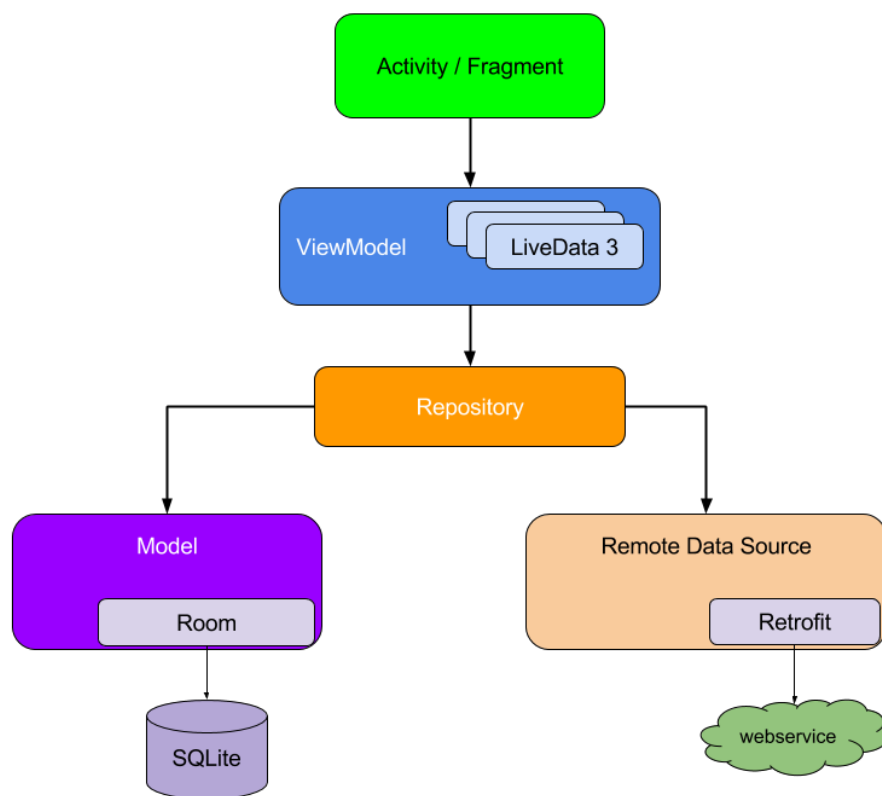 Activity / Fragment
ViewModel
LiveData 3
Repository
Model
Remote Data Source
Room
Retrofit
SQLite
webservice